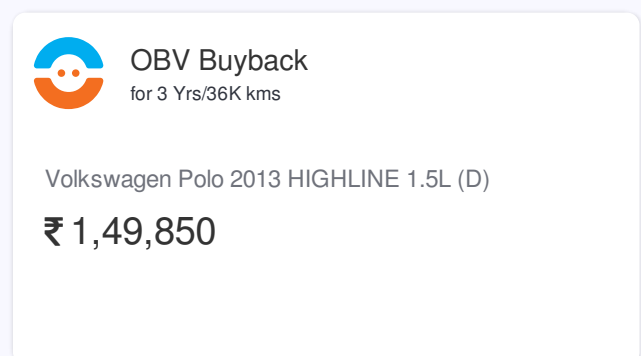 OBV Buyback
for 3 Yrs/36K kms
Volkswagen Polo 2013 HIGHLINE 1.5L (D)
₹ 1,49,850